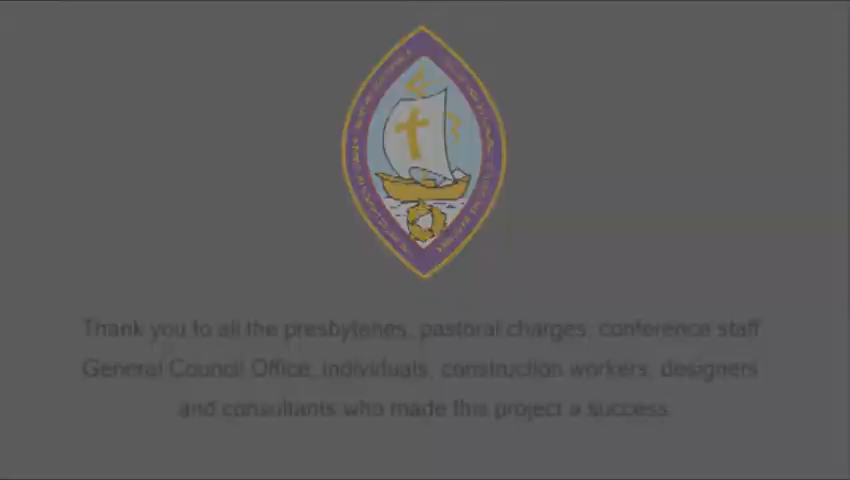 Thank you to all the presbyteries, pastoral charges, conference staff
General Council Office, individuals, construction workers, designers
and consultants who made this project a success.